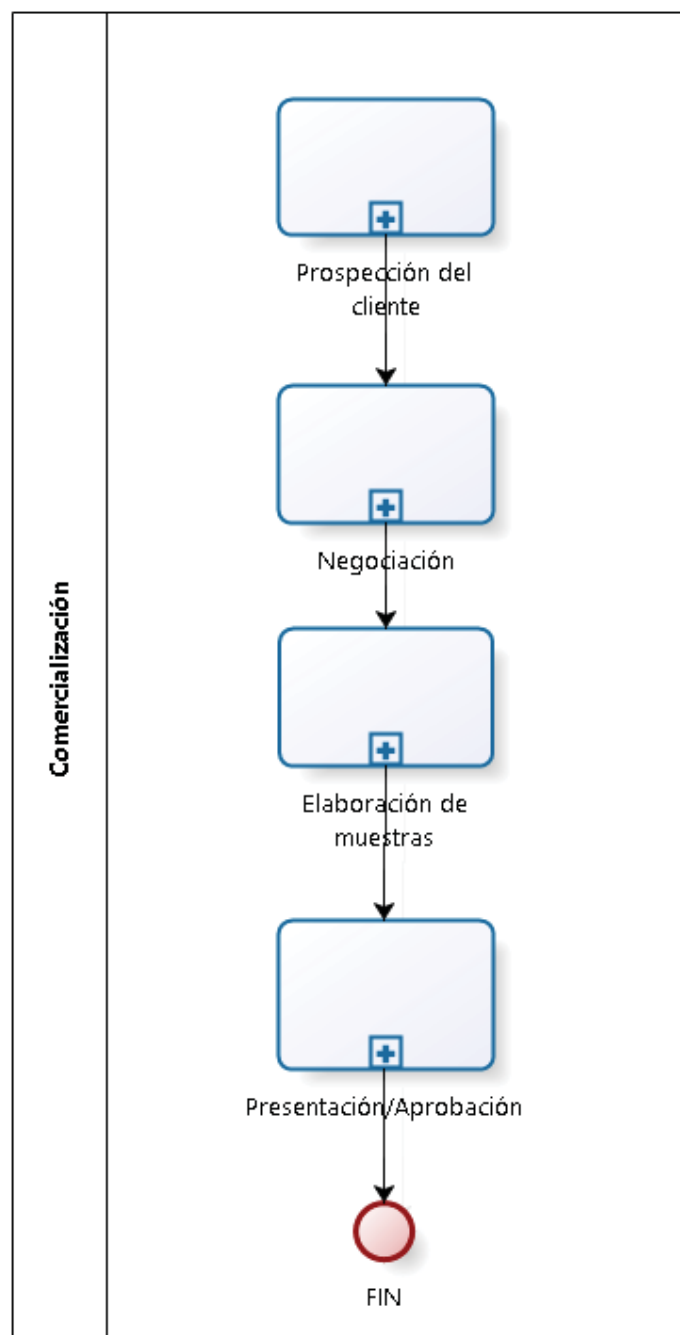 Comercialización
Prospección del
cliente
Negociación
Elaboración de
muestras
Presentación/Aprobación
FIN